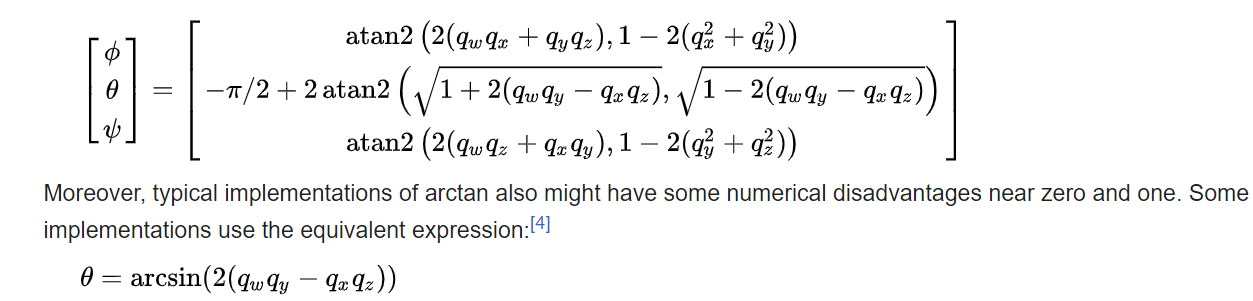 [ϕ θ ψ] = [atan2 (2(q_w q_x + q_y q_z), 1 − 2(q_x^2 + q_y^2))
−π/2 + 2 atan2 (√(1 + 2(q_w q_y − q_x q_z)), √(1 − 2(q_w q_y − q_x q_z)))
atan2 (2(q_w q_z + q_x q_y), 1 − 2(q_y^2 + q_z^2))]
Moreover, typical implementations of arctan also might have some numerical disadvantages near zero and one. Some
implementations use the equivalent expression:[4]
θ = arcsin(2(q_w q_y − q_x q_z))